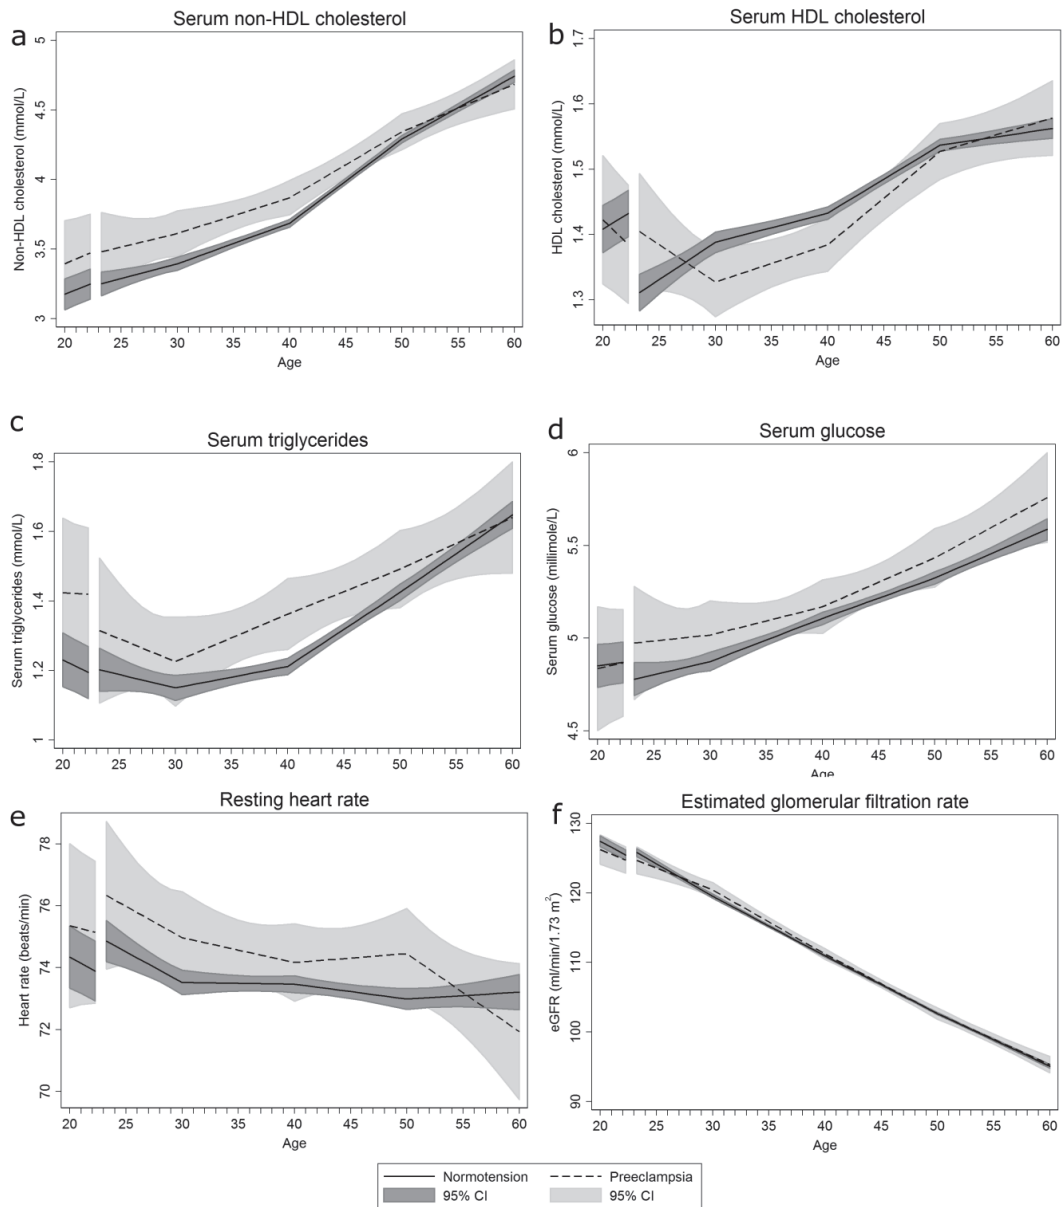 a
Serum non-HDL cholesterol
Non-HDL cholesterol (mmol/L)
5
4.5
4
3.5
3
20 25 30 35 40 45 50 55 60
Age
b
Serum HDL cholesterol
HDL cholesterol (mmol/L)
1.7
1.6
1.5
1.4
1.3
20 25 30 35 40 45 50 55 60
Age
c
Serum triglycerides
Serum triglycerides (mmol/L)
1.8
1.6
1.4
1.2
1
20 25 30 35 40 45 50 55 60
Age
d
Serum glucose
Serum glucose (millimole/L)
6
5.5
5
4.5
20 25 30 35 40 45 50 55 60
Age
e
Resting heart rate
Heart rate (beats/min)
78
76
74
72
70
20 25 30 35 40 45 50 55 60
Age
f
Estimated glomerular filtration rate
eGFR (ml/min/1.73 m²)
130
120
110
100
90
20 25 30 35 40 45 50 55 60
Age
Normotension Preeclampsia
95% CI 95% CI